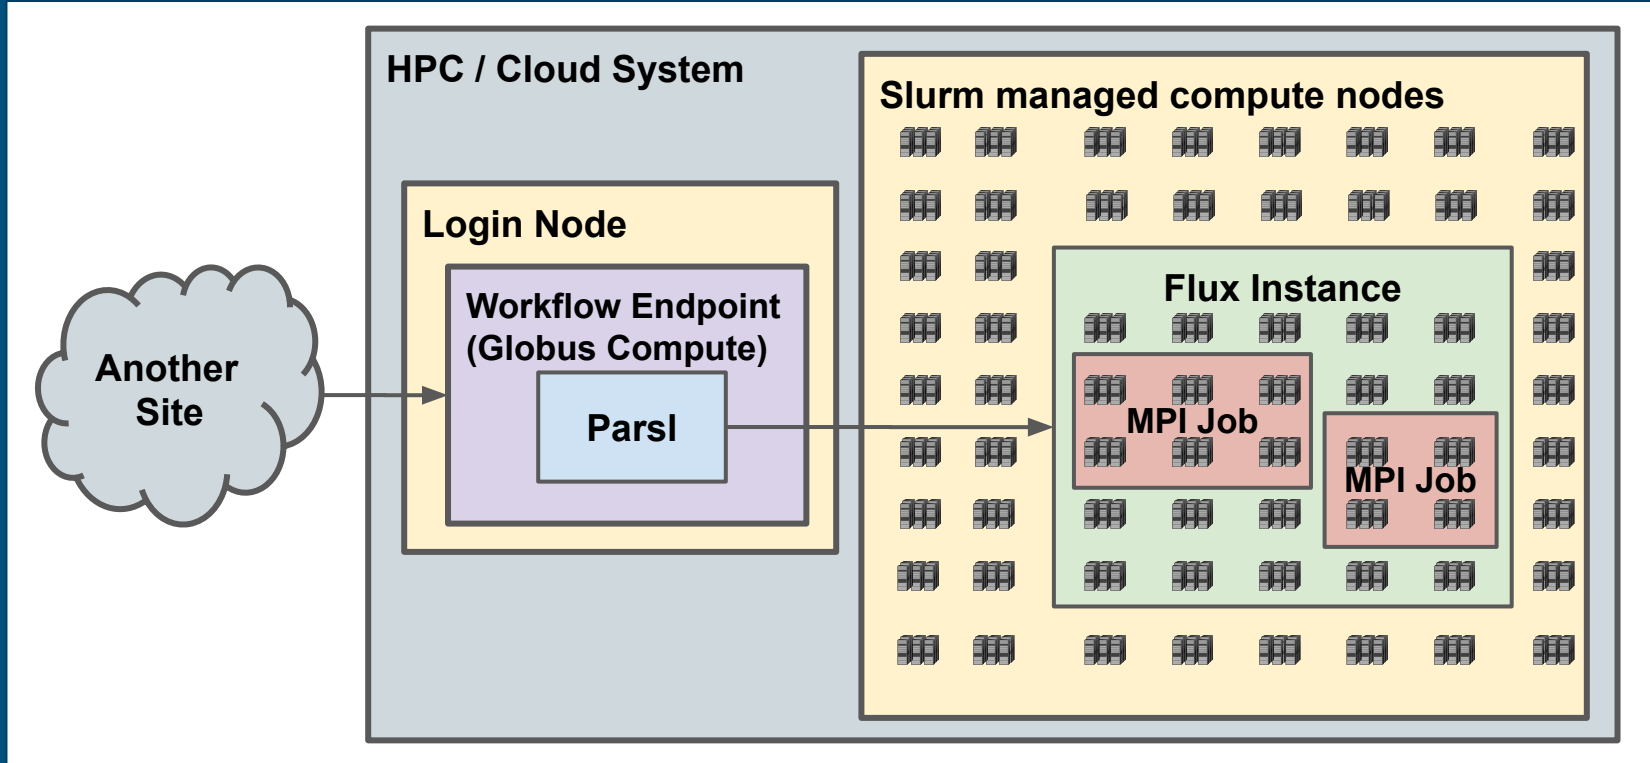 HPC / Cloud System
Slurm managed compute nodes
Login Node
Workflow Endpoint
(Globus Compute)
Parsl
Another
Site
Flux Instance
MPI Job
MPI Job